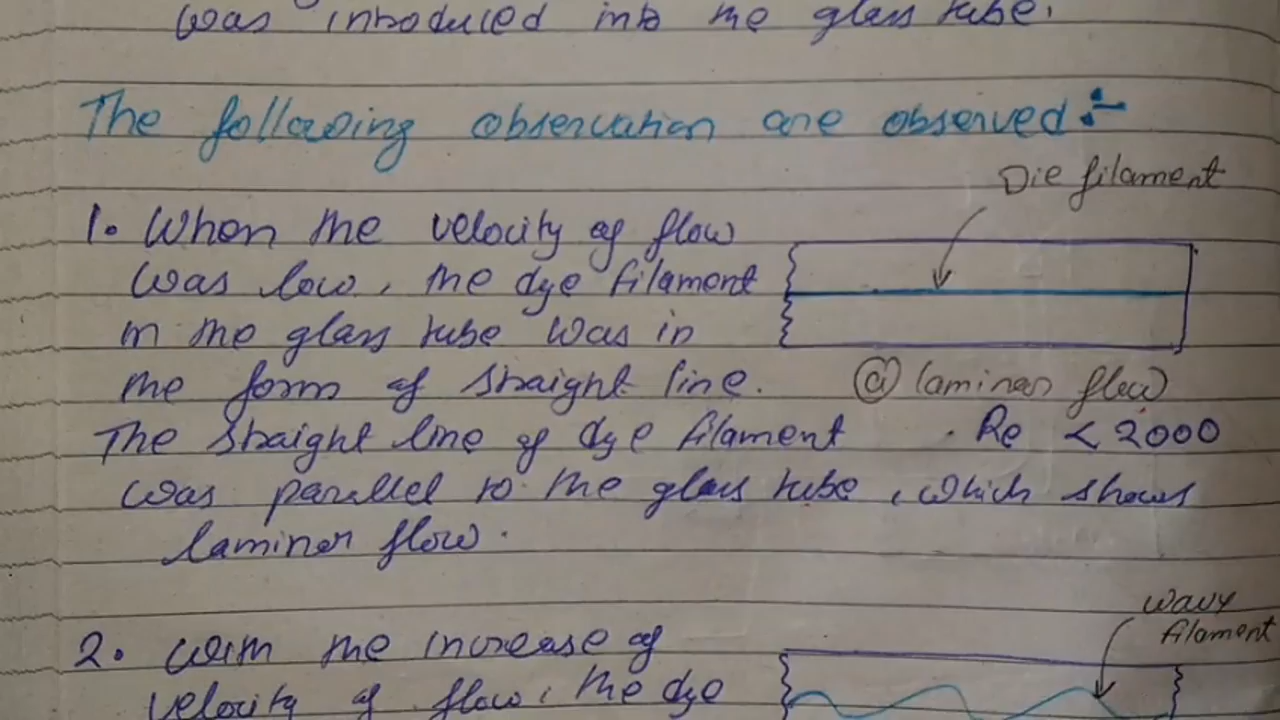 was introduced into the glass tube.
The following observation are observed :-
Die filament
1. When the velocity of flow
was low, the dye filament
in the glass tube was in
the form of straight line.
@ laminar flow
The straight line of dye filament
Re < 2000
was parallel to the glass tube, which shows
laminar flow.
wavy
filament
2. With the increase of
velocity of flow, the dye